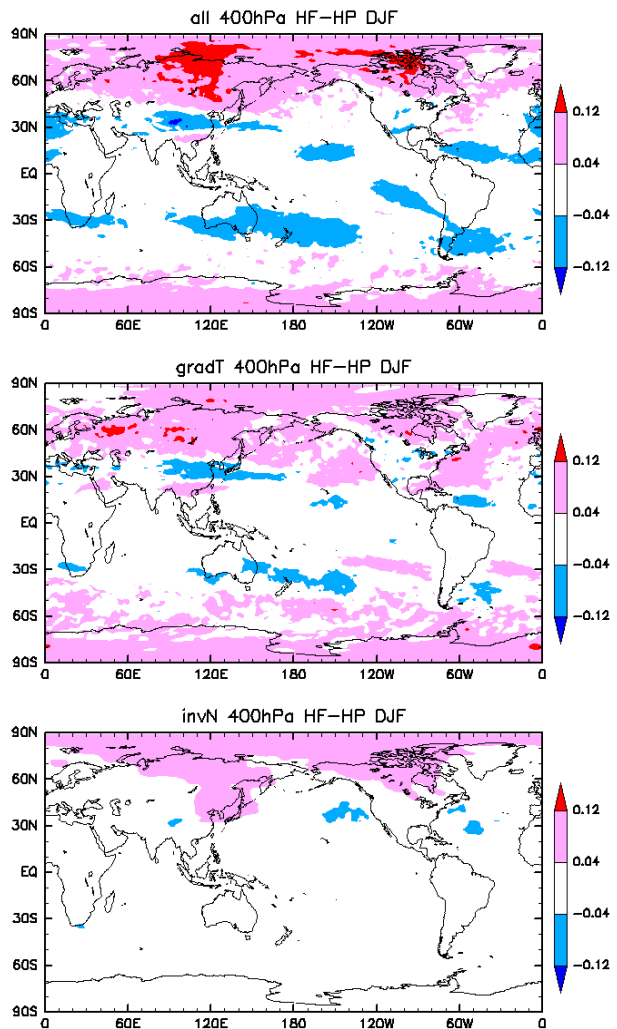 all 400hPa HF-HP DJF
90N
60N
30N
EQ
30S
60S
90S
0 60E 120E 180 120W 60W 0
0.12
0.04
-0.04
-0.12
gradT 400hPa HF-HP DJF
90N
60N
30N
EQ
30S
60S
90S
0 60E 120E 180 120W 60W 0
0.12
0.04
-0.04
-0.12
invN 400hPa HF-HP DJF
90N
60N
30N
EQ
30S
60S
90S
0 60E 120E 180 120W 60W 0
0.12
0.04
-0.04
-0.12